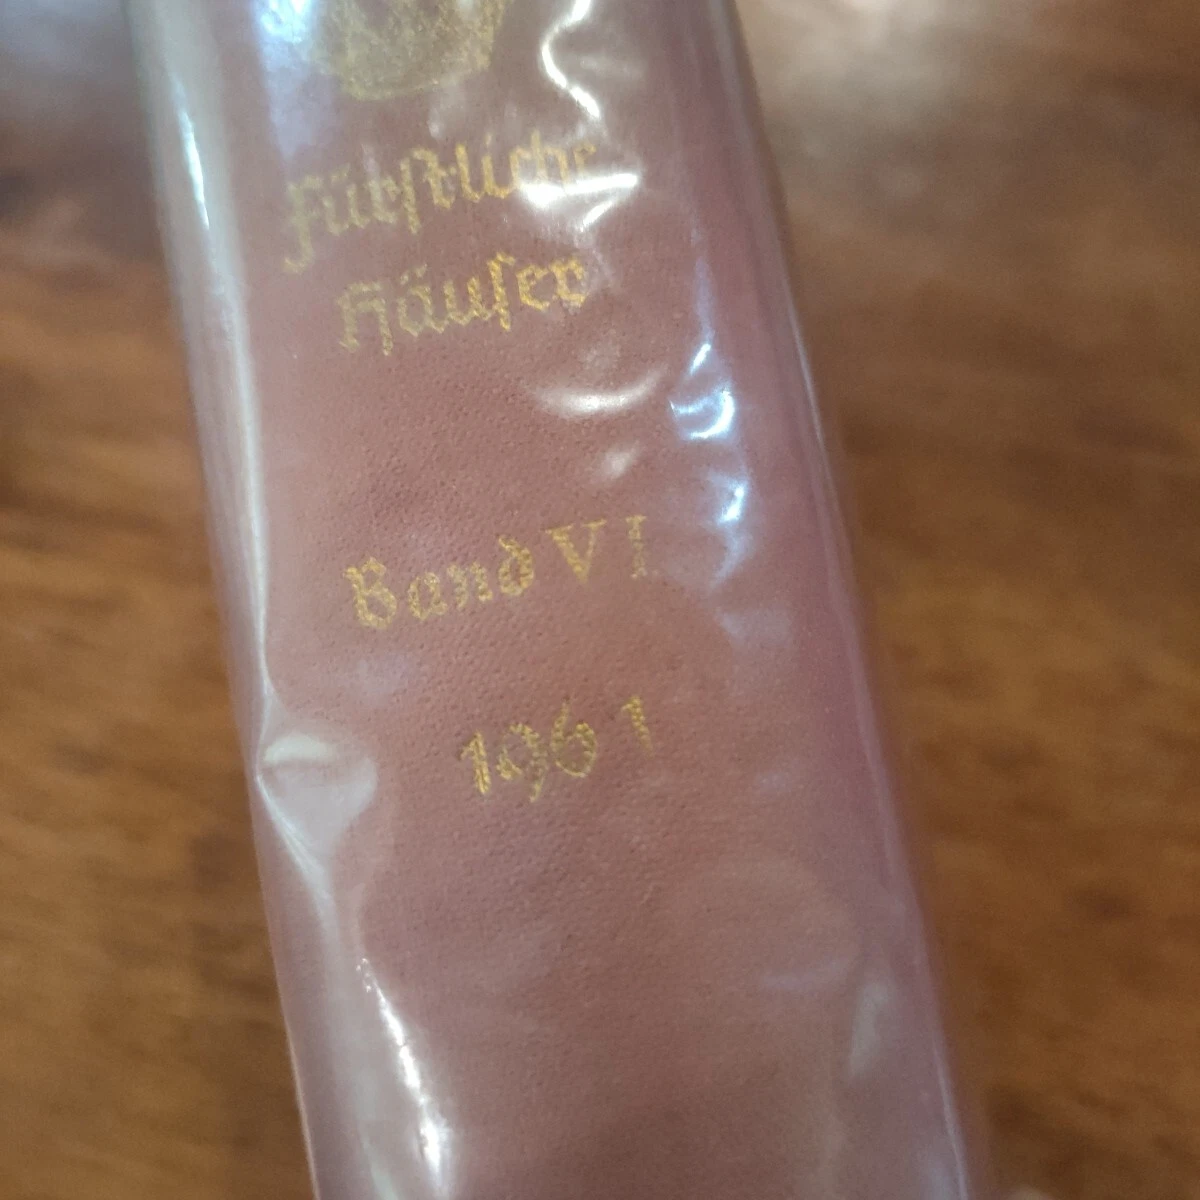 Fürstliche
Häuser
Band VI
1961